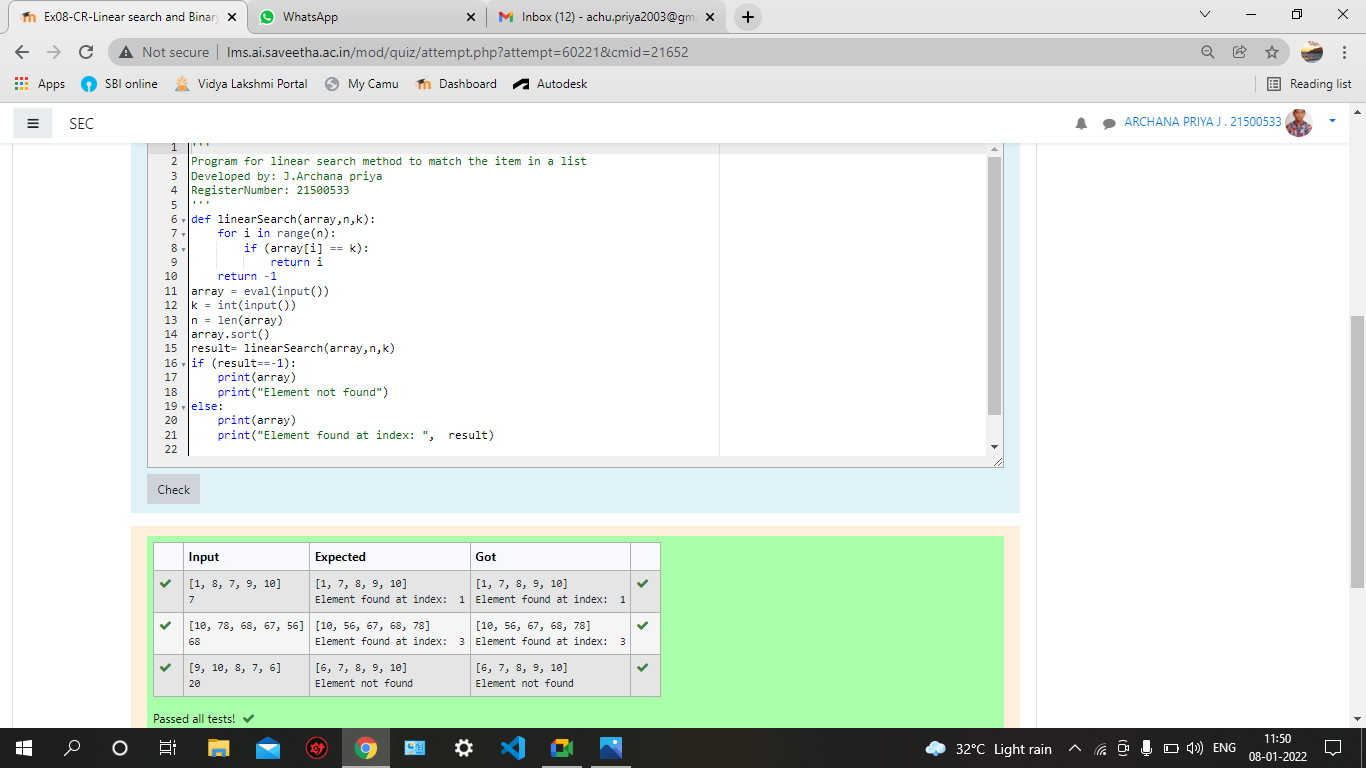 Ex08-CR-Linear search and Binar
WhatsApp
Inbox (12) - achu.priya2003@gm
Not secure
lms.ai.saveetha.ac.in/mod/quiz/attempt.php?attempt=60221&cmid=21652
Apps
SBI online
Vidya Lakshmi Portal
My Camu
Dashboard
Autodesk
Reading list
SEC
ARCHANA PRIYA J . 21500533
1 '''
2 Program for linear search method to match the item in a list
3 Developed by: J.Archana priya
4 RegisterNumber: 21500533
5 '''
6 def linearSearch(array,n,k):
7     for i in range(n):
8         if (array[i] == k):
9             return i
10     return -1
11 array = eval(input())
12 k = int(input())
13 n = len(array)
14 array.sort()
15 result= linearSearch(array,n,k)
16 if (result==-1):
17     print(array)
18     print("Element not found")
19 else:
20     print(array)
21     print("Element found at index: ",  result)
22
Check
Input Expected Got
[1, 8, 7, 9, 10] [1, 7, 8, 9, 10] [1, 7, 8, 9, 10]
7 Element found at index:  1 Element found at index:  1
[10, 78, 68, 67, 56] [10, 56, 67, 68, 78] [10, 56, 67, 68, 78]
68 Element found at index:  3 Element found at index:  3
[9, 10, 8, 7, 6] [6, 7, 8, 9, 10] [6, 7, 8, 9, 10]
20 Element not found Element not found
Passed all tests!
32°C Light rain
ENG
11:50
08-01-2022